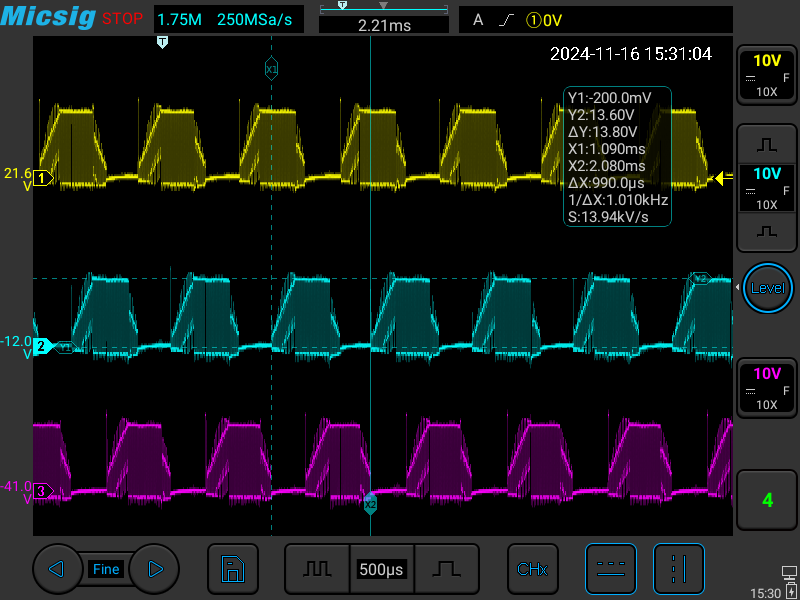 Micsig STOP 1.75M 250MSa/s T 2.21ms A ①0V
T
2024-11-16 15:31:04
X1
10V
F
10X
Y1:-200.0mV
Y2:13.60V
ΔY:13.80V
X1:1.090ms
X2:2.080ms
ΔX:990.0μs
1/ΔX:1.010kHz
S:13.94kV/s
21.6
V
1
10V
F
10X
Y2
Level
-12.0
V
2
Y1
10V
F
10X
-41.0
V
3
X2
4
Fine
500μs
CHx
15:30